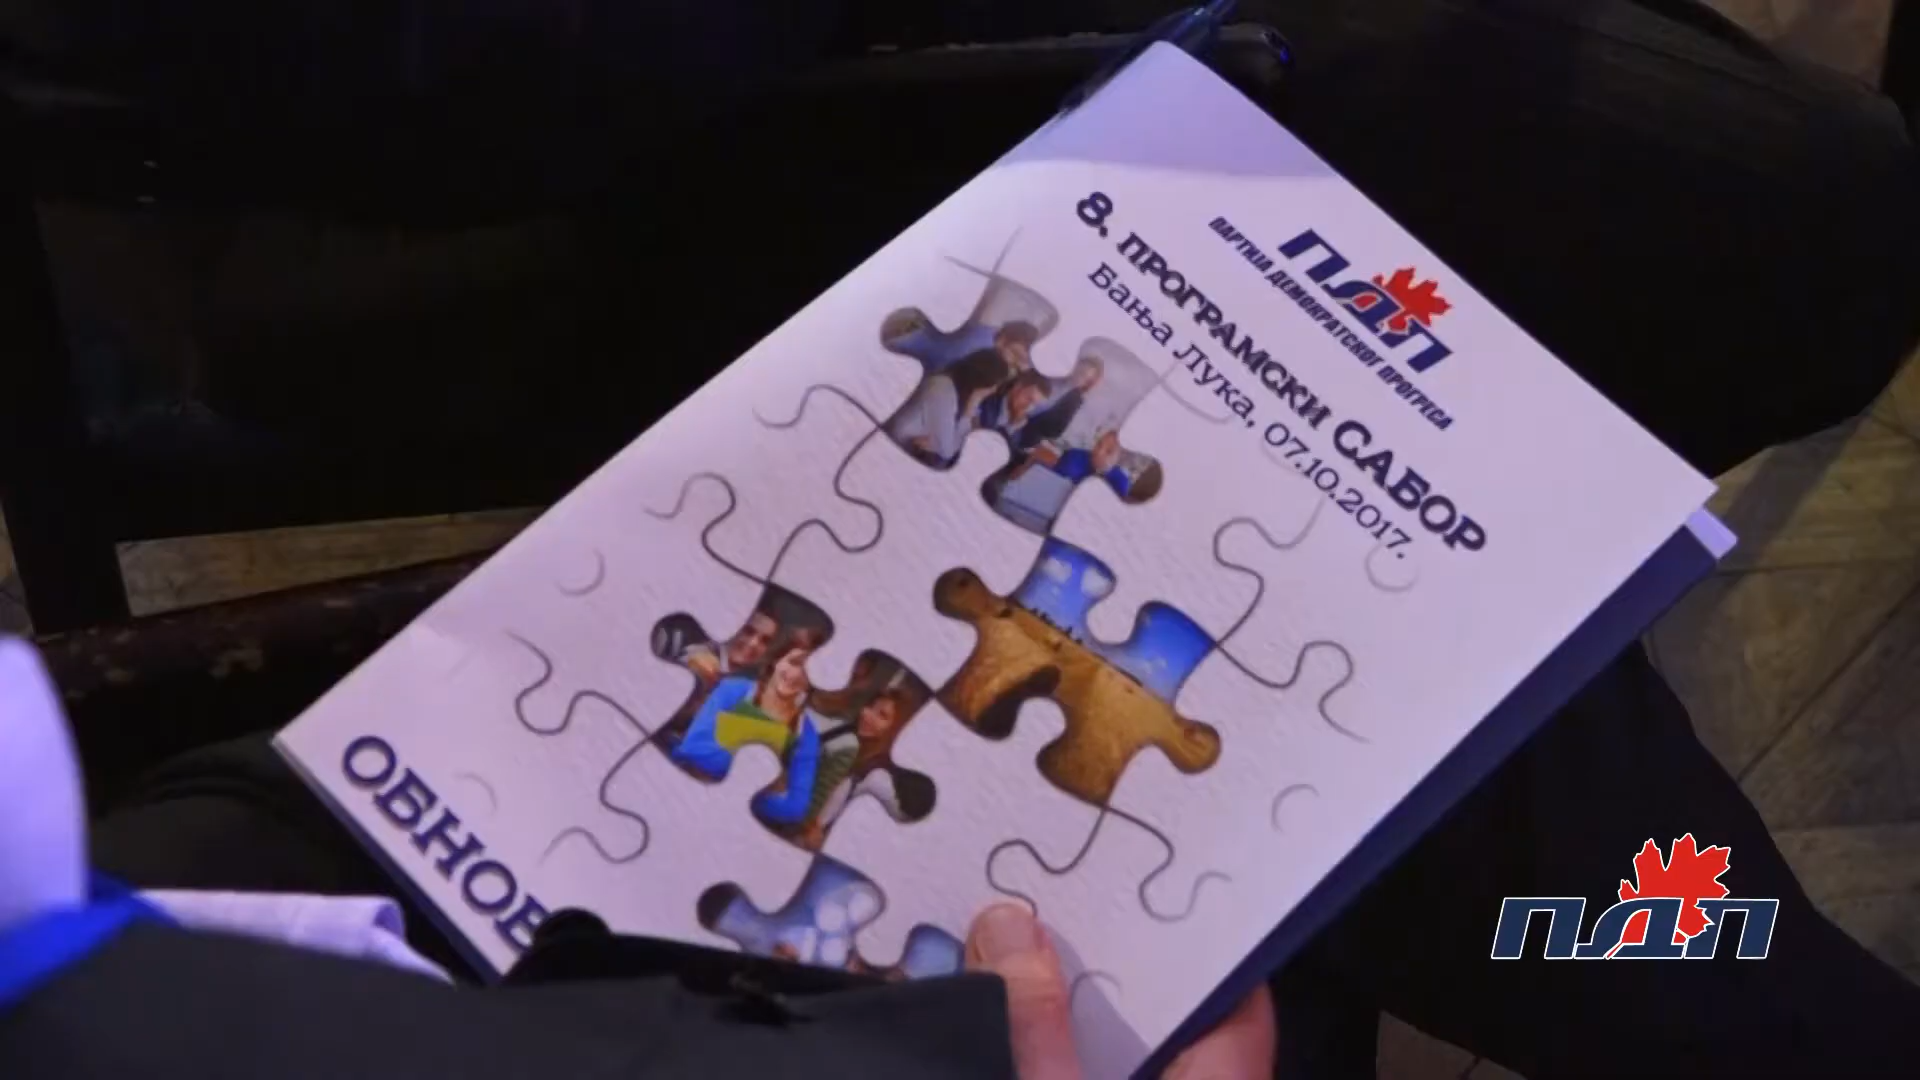 ПДП
ПАРТИЈА ДЕМОКРАТСКОГ ПРОГРЕСА
8. ПРОГРАМСКИ САБОР
Бања Лука, 07.10.2017.
ОБНОВ
ПДП